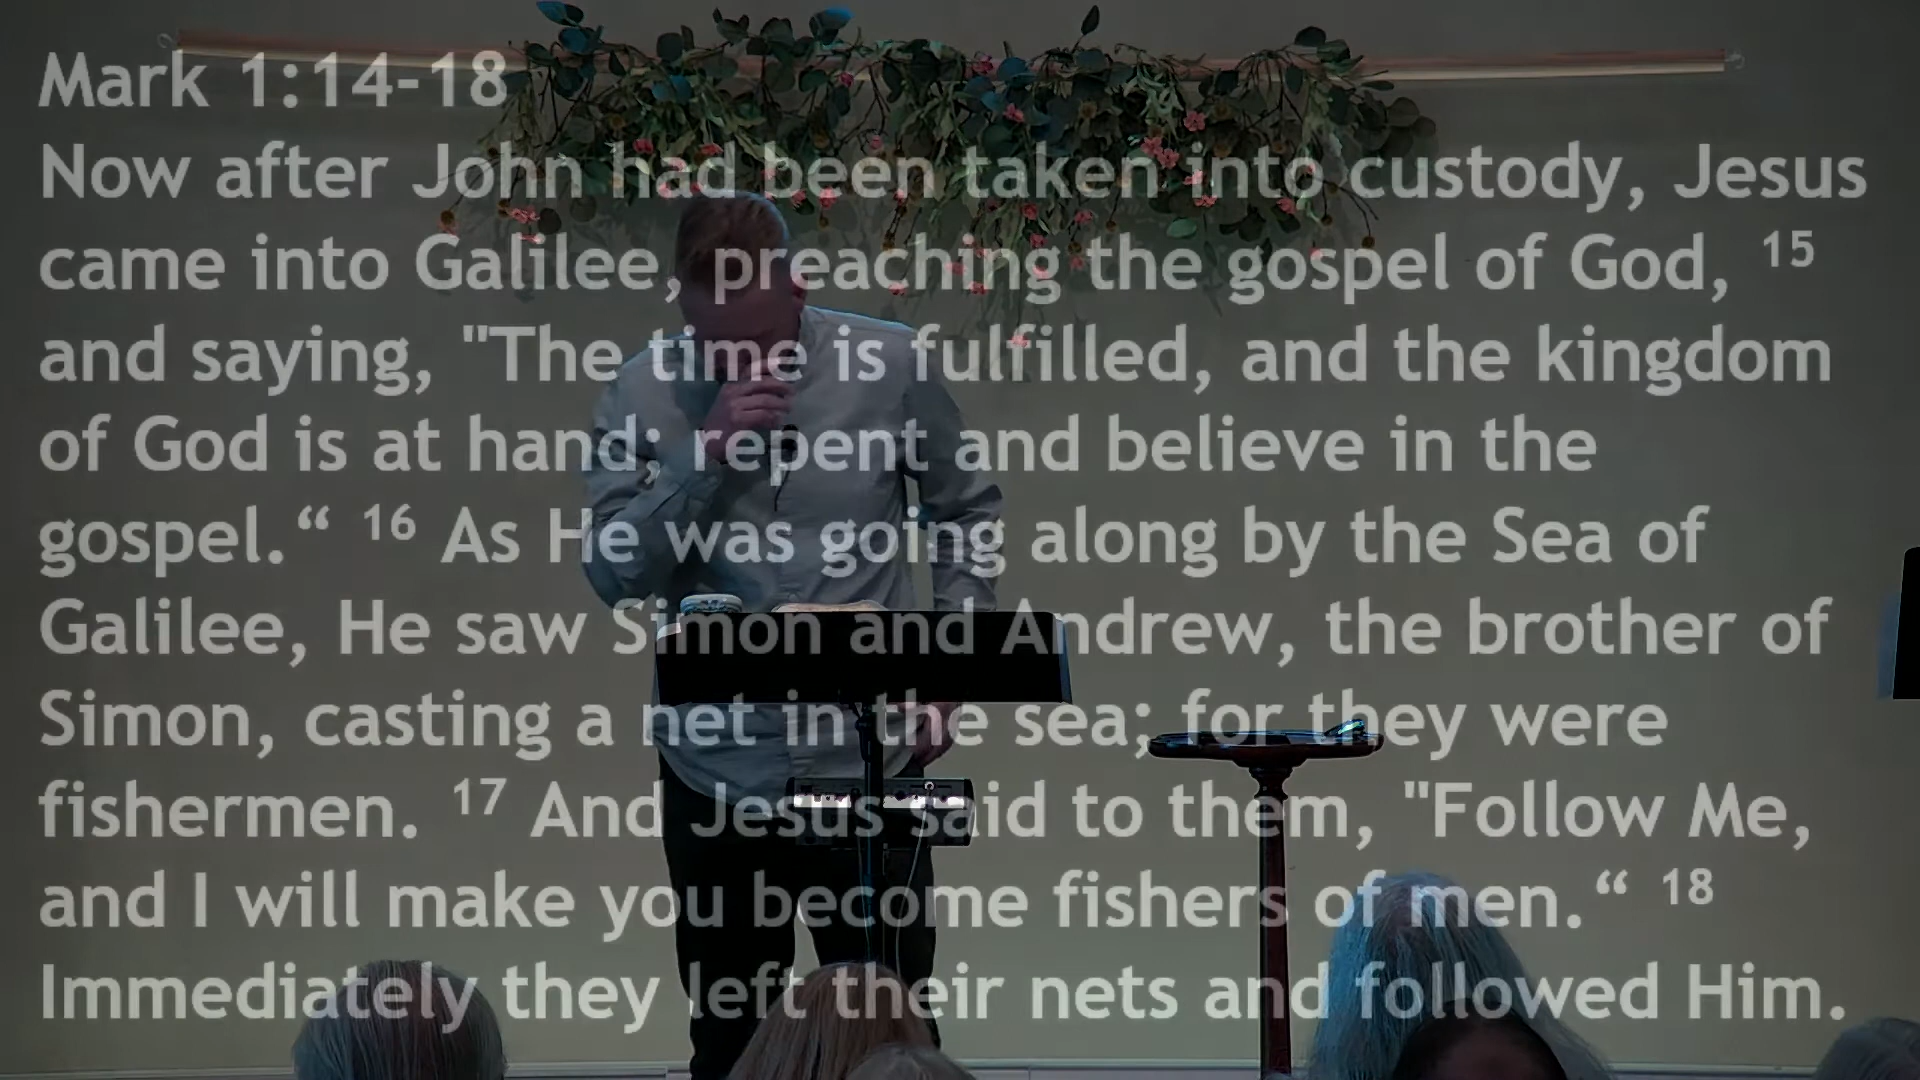 Mark 1:14-18
Now after John had been taken into custody, Jesus
came into Galilee, preaching the gospel of God, 15
and saying, "The time is fulfilled, and the kingdom
of God is at hand; repent and believe in the
gospel.“ 16 As He was going along by the Sea of
Galilee, He saw Simon and Andrew, the brother of
Simon, casting a net in the sea; for they were
fishermen. 17 And Jesus said to them, "Follow Me,
and I will make you become fishers of men.“ 18
Immediately they left their nets and followed Him.